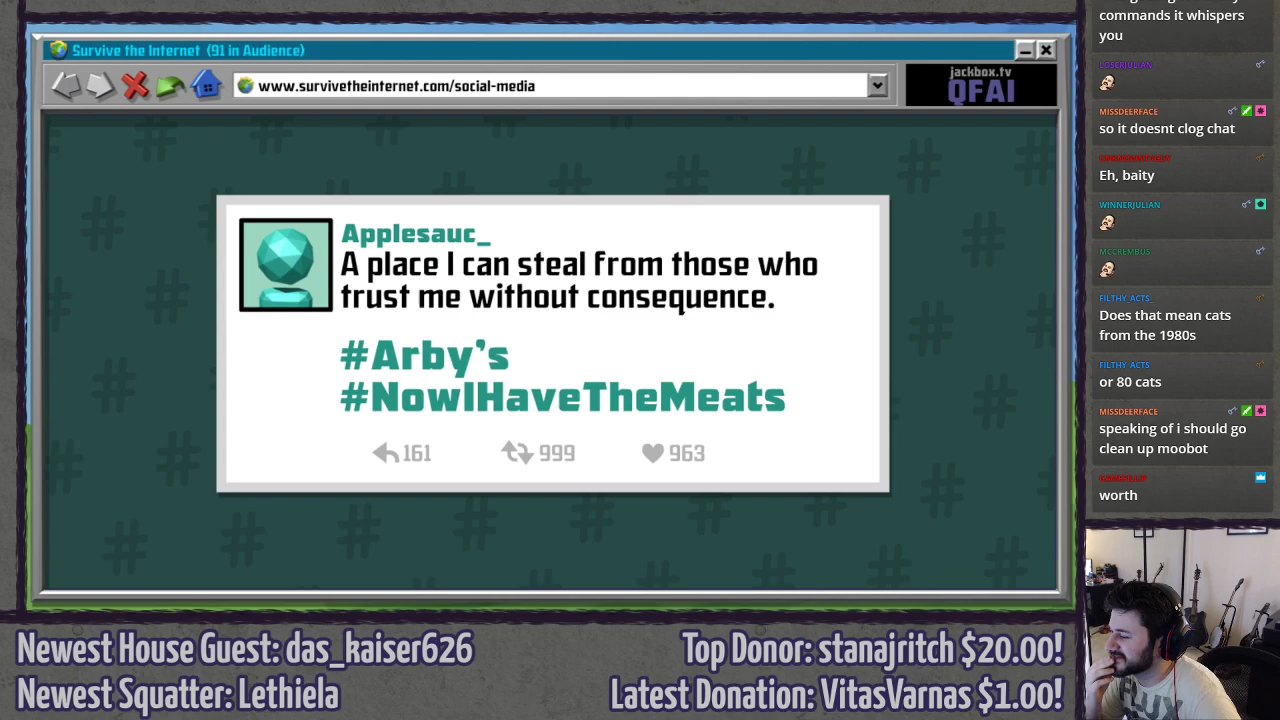 Survive the Internet (91 in Audience)
www.survivetheinternet.com/social-media
jackbox.tv
QFAI
Applesauc_
A place I can steal from those who
trust me without consequence.
#Arby's
#NowIHaveTheMeats
161
999
963
commands it whispers
you
MISSDEERFACE
so it doesnt clog chat
Eh, baity
WINNERJULIAN
MCCREMBUS
FILTHY_ACTS
Does that mean cats
from the 1980s
FILTHY_ACTS
or 80 cats
MISSDEERFACE
speaking of i should go
clean up moobot
worth
Newest House Guest: das_kaiser626
Newest Squatter: Lethiela
Top Donor: stanajritch $20.00!
Latest Donation: VitasVarnas $1.00!